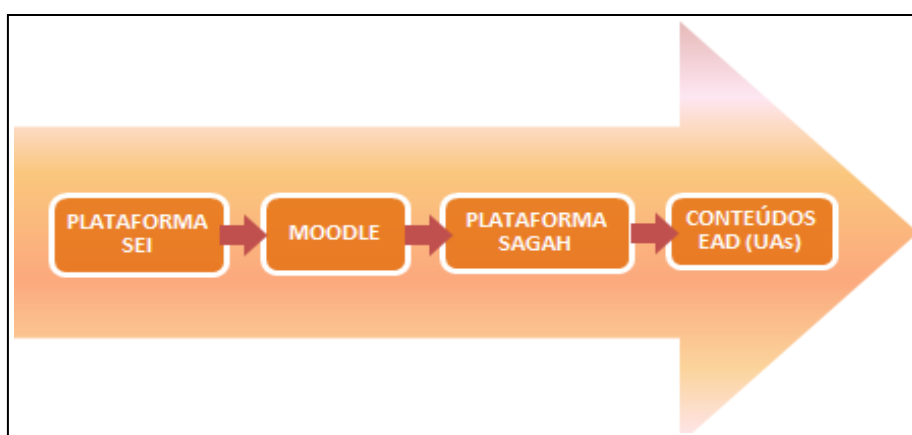 PLATAFORMA
SEI
MOODLE
PLATAFORMA
SAGAH
CONTEÚDOS
EAD (UAs)